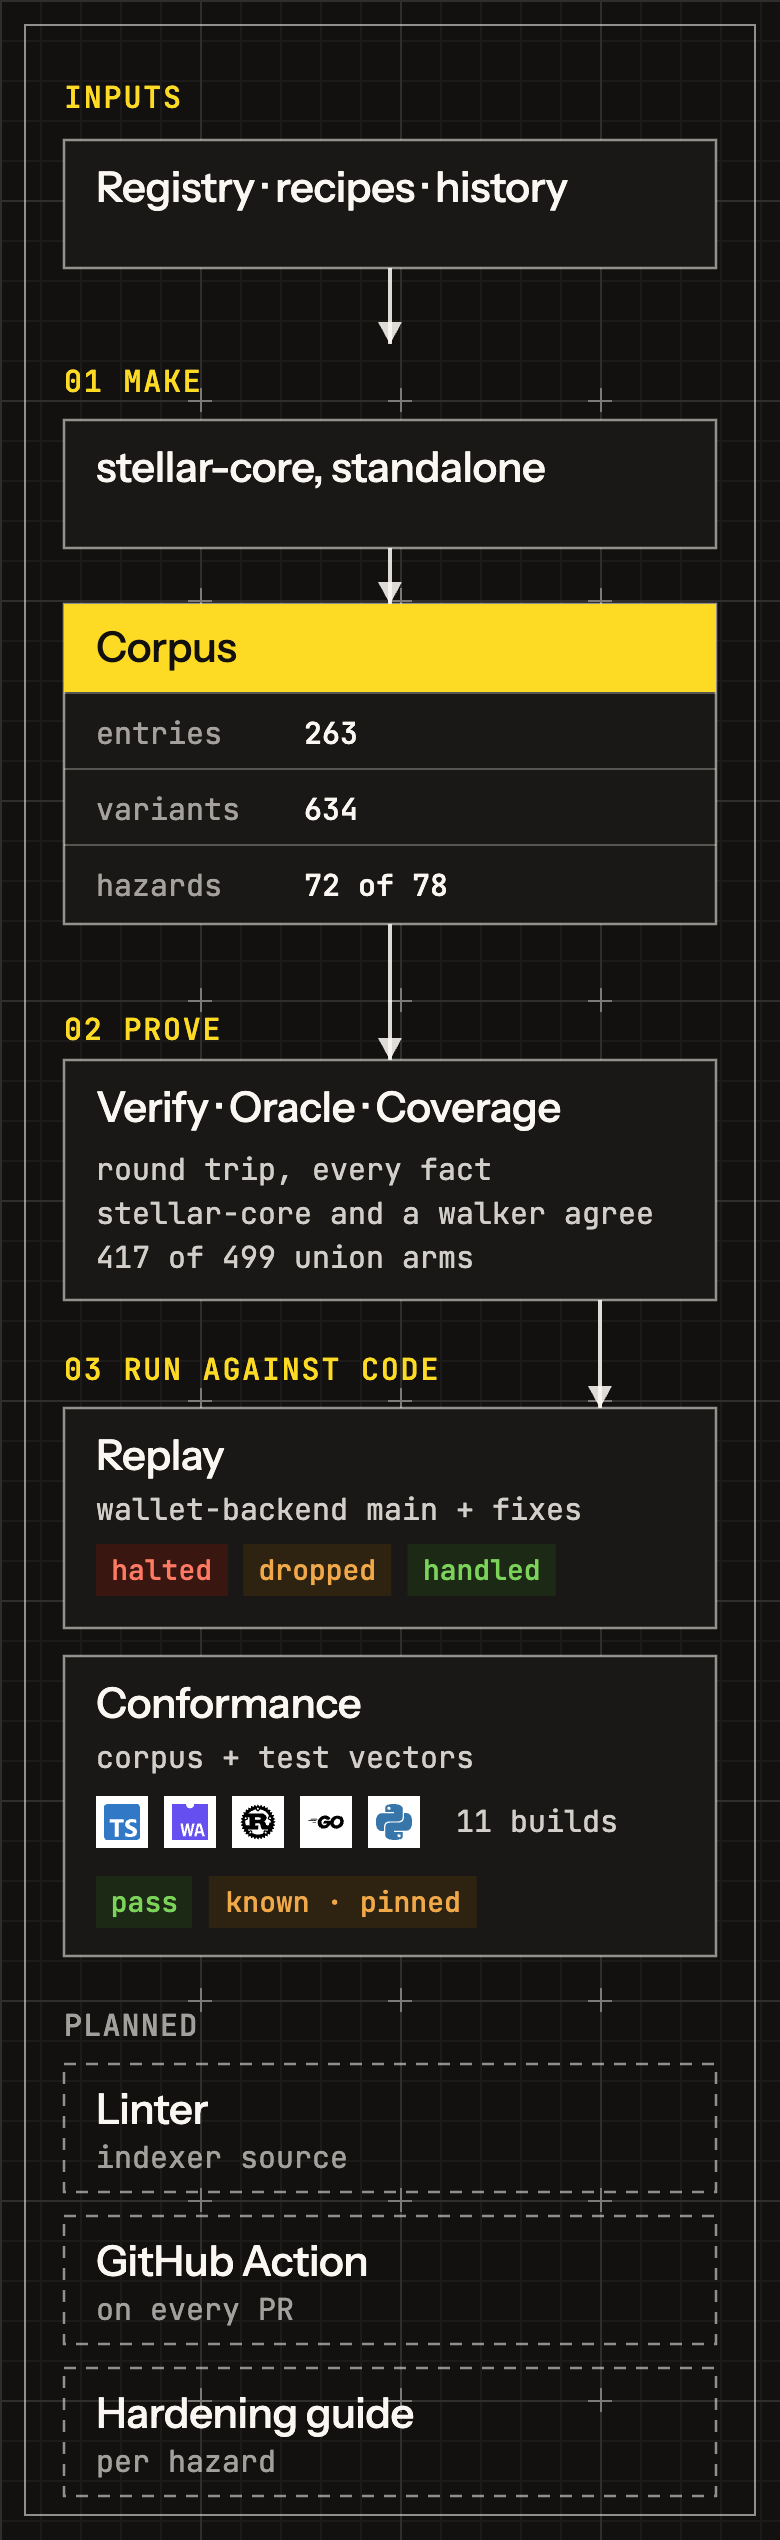 INPUTS
Registry · recipes · history
01 MAKE
stellar-core, standalone
Corpus
entries 263
variants 634
hazards 72 of 78
02 PROVE
Verify · Oracle · Coverage
round trip, every fact
stellar-core and a walker agree
417 of 499 union arms
03 RUN AGAINST CODE
Replay
wallet-backend main + fixes
halted dropped handled
Conformance
corpus + test vectors
TS WA R GO 11 builds
pass known · pinned
PLANNED
Linter
indexer source
GitHub Action
on every PR
Hardening guide
per hazard